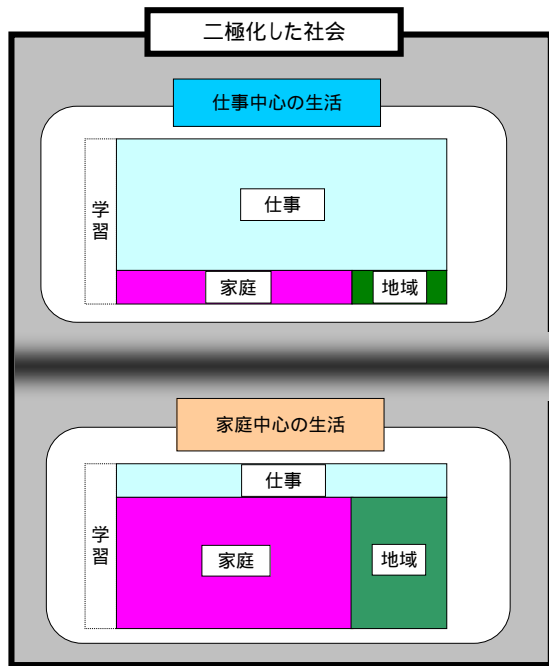 二極化した社会
仕事中心の生活
学習
仕事
家庭
地域
家庭中心の生活
学習
仕事
家庭
地域